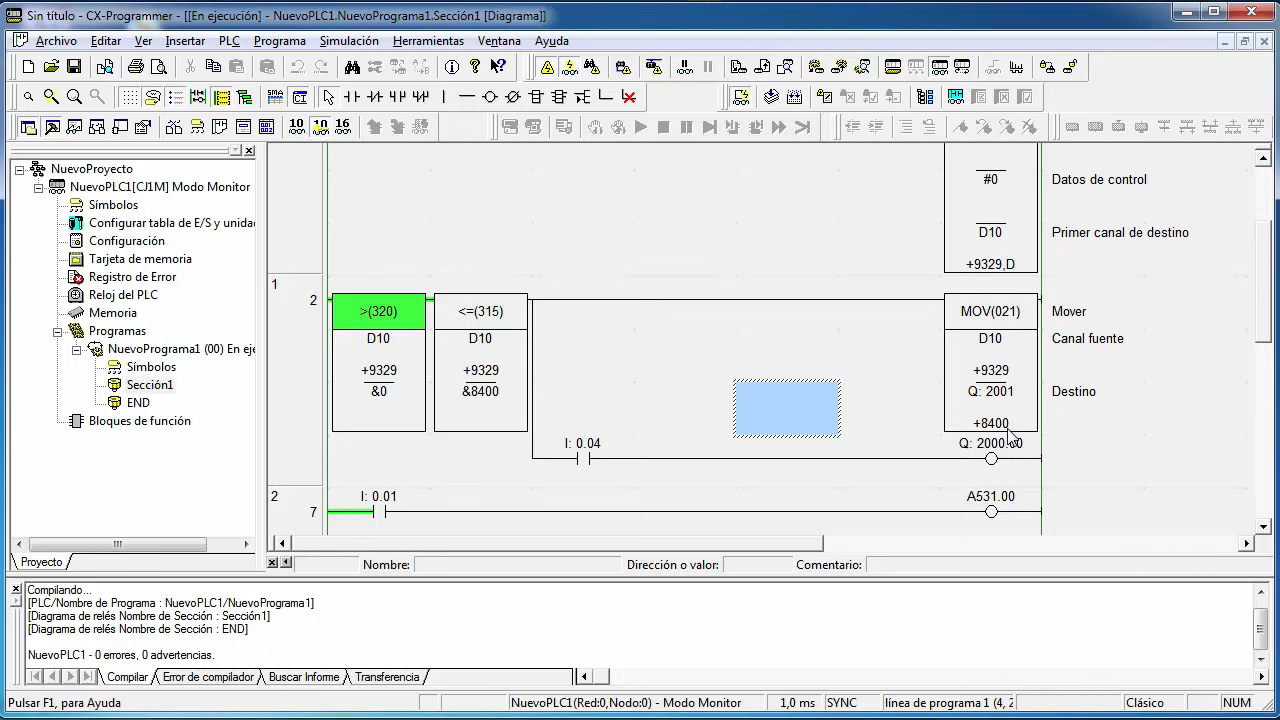 Sin título - CX-Programmer - [[En ejecución] - NuevoPLC1.NuevoPrograma1.Sección1 [Diagrama]]
Archivo Editar Ver Insertar PLC Programa Simulación Herramientas Ventana Ayuda
10 10 16
NuevoProyecto
NuevoPLC1[CJ1M] Modo Monitor
Símbolos
Configurar tabla de E/S y unida
Configuración
Tarjeta de memoria
Registro de Error
Reloj del PLC
Memoria
Programas
NuevoPrograma1 (00) En eje
Símbolos
Sección1
END
Bloques de función
Proyecto
#0 Datos de control
D10 Primer canal de destino
+9329,D
1
2 >(320) <=(315) MOV(021) Mover
D10 D10 D10 Canal fuente
+9329 +9329 +9329
&0 &8400 Q: 2001 Destino
+8400
I: 0.04
2 I: 0.01 A531.00
7
Nombre: Dirección o valor: Comentario:
Compilando...
[PLC/Nombre de Programa : NuevoPLC1/NuevoPrograma1]
[Diagrama de relés Nombre de Sección : Sección1]
[Diagrama de relés Nombre de Sección : END]
NuevoPLC1 - 0 errores, 0 advertencias.
Compilar Error de compilador Buscar Informe Transferencia
Pulsar F1, para Ayuda NuevoPLC1(Red:0,Nodo:0) - Modo Monitor 1,0 ms SYNC línea de programa 1 (4, 2 Clásico NUM